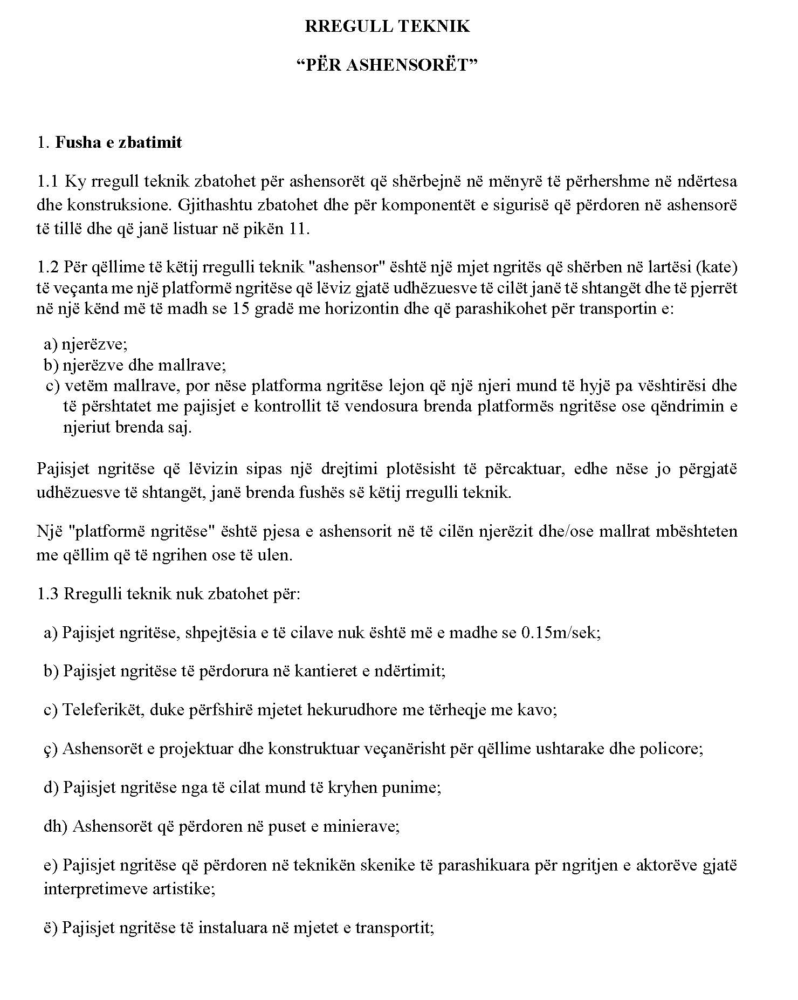 RREGULL TEKNIK
“PËR ASHENSORËT”
1. Fusha e zbatimit
1.1 Ky rregull teknik zbatohet për ashensorët që shërbejnë në mënyrë të përhershme në ndërtesa
dhe konstruksione. Gjithashtu zbatohet dhe për komponentët e sigurisë që përdoren në ashensorë
të tillë dhe që janë listuar në pikën 11.
1.2 Për qëllime të këtij rregulli teknik "ashensor" është një mjet ngritës që shërben në lartësi (kate)
të veçanta me një platformë ngritëse që lëviz gjatë udhëzuesve të cilët janë të shtangët dhe të pjerrët
në një kënd më të madh se 15 gradë me horizontin dhe që parashikohet për transportin e:
a) njerëzve;
b) njerëzve dhe mallrave;
c) vetëm mallrave, por nëse platforma ngritëse lejon që një njeri mund të hyjë pa vështirësi dhe
të përshtatet me pajisjet e kontrollit të vendosura brenda platformës ngritëse ose qëndrimin e
njeriut brenda saj.
Pajisjet ngritëse që lëvizin sipas një drejtimi plotësisht të përcaktuar, edhe nëse jo përgjatë
udhëzuesve të shtangët, janë brenda fushës së këtij rregulli teknik.
Një "platformë ngritëse" është pjesa e ashensorit në të cilën njerëzit dhe/ose mallrat mbështeten
me qëllim që të ngrihen ose të ulen.
1.3 Rregulli teknik nuk zbatohet për:
a) Pajisjet ngritëse, shpejtësia e të cilave nuk është më e madhe se 0.15m/sek;
b) Pajisjet ngritëse të përdorura në kantieret e ndërtimit;
c) Teleferikët, duke përfshirë mjetet hekurudhore me tërheqje me kavo;
ç) Ashensorët e projektuar dhe konstruktuar veçanërisht për qëllime ushtarake dhe policore;
d) Pajisjet ngritëse nga të cilat mund të kryhen punime;
dh) Ashensorët që përdoren në puset e minierave;
e) Pajisjet ngritëse që përdoren në teknikën skenike të parashikuara për ngritjen e aktorëve gjatë
interpretimeve artistike;
ë) Pajisjet ngritëse të instaluara në mjetet e transportit;